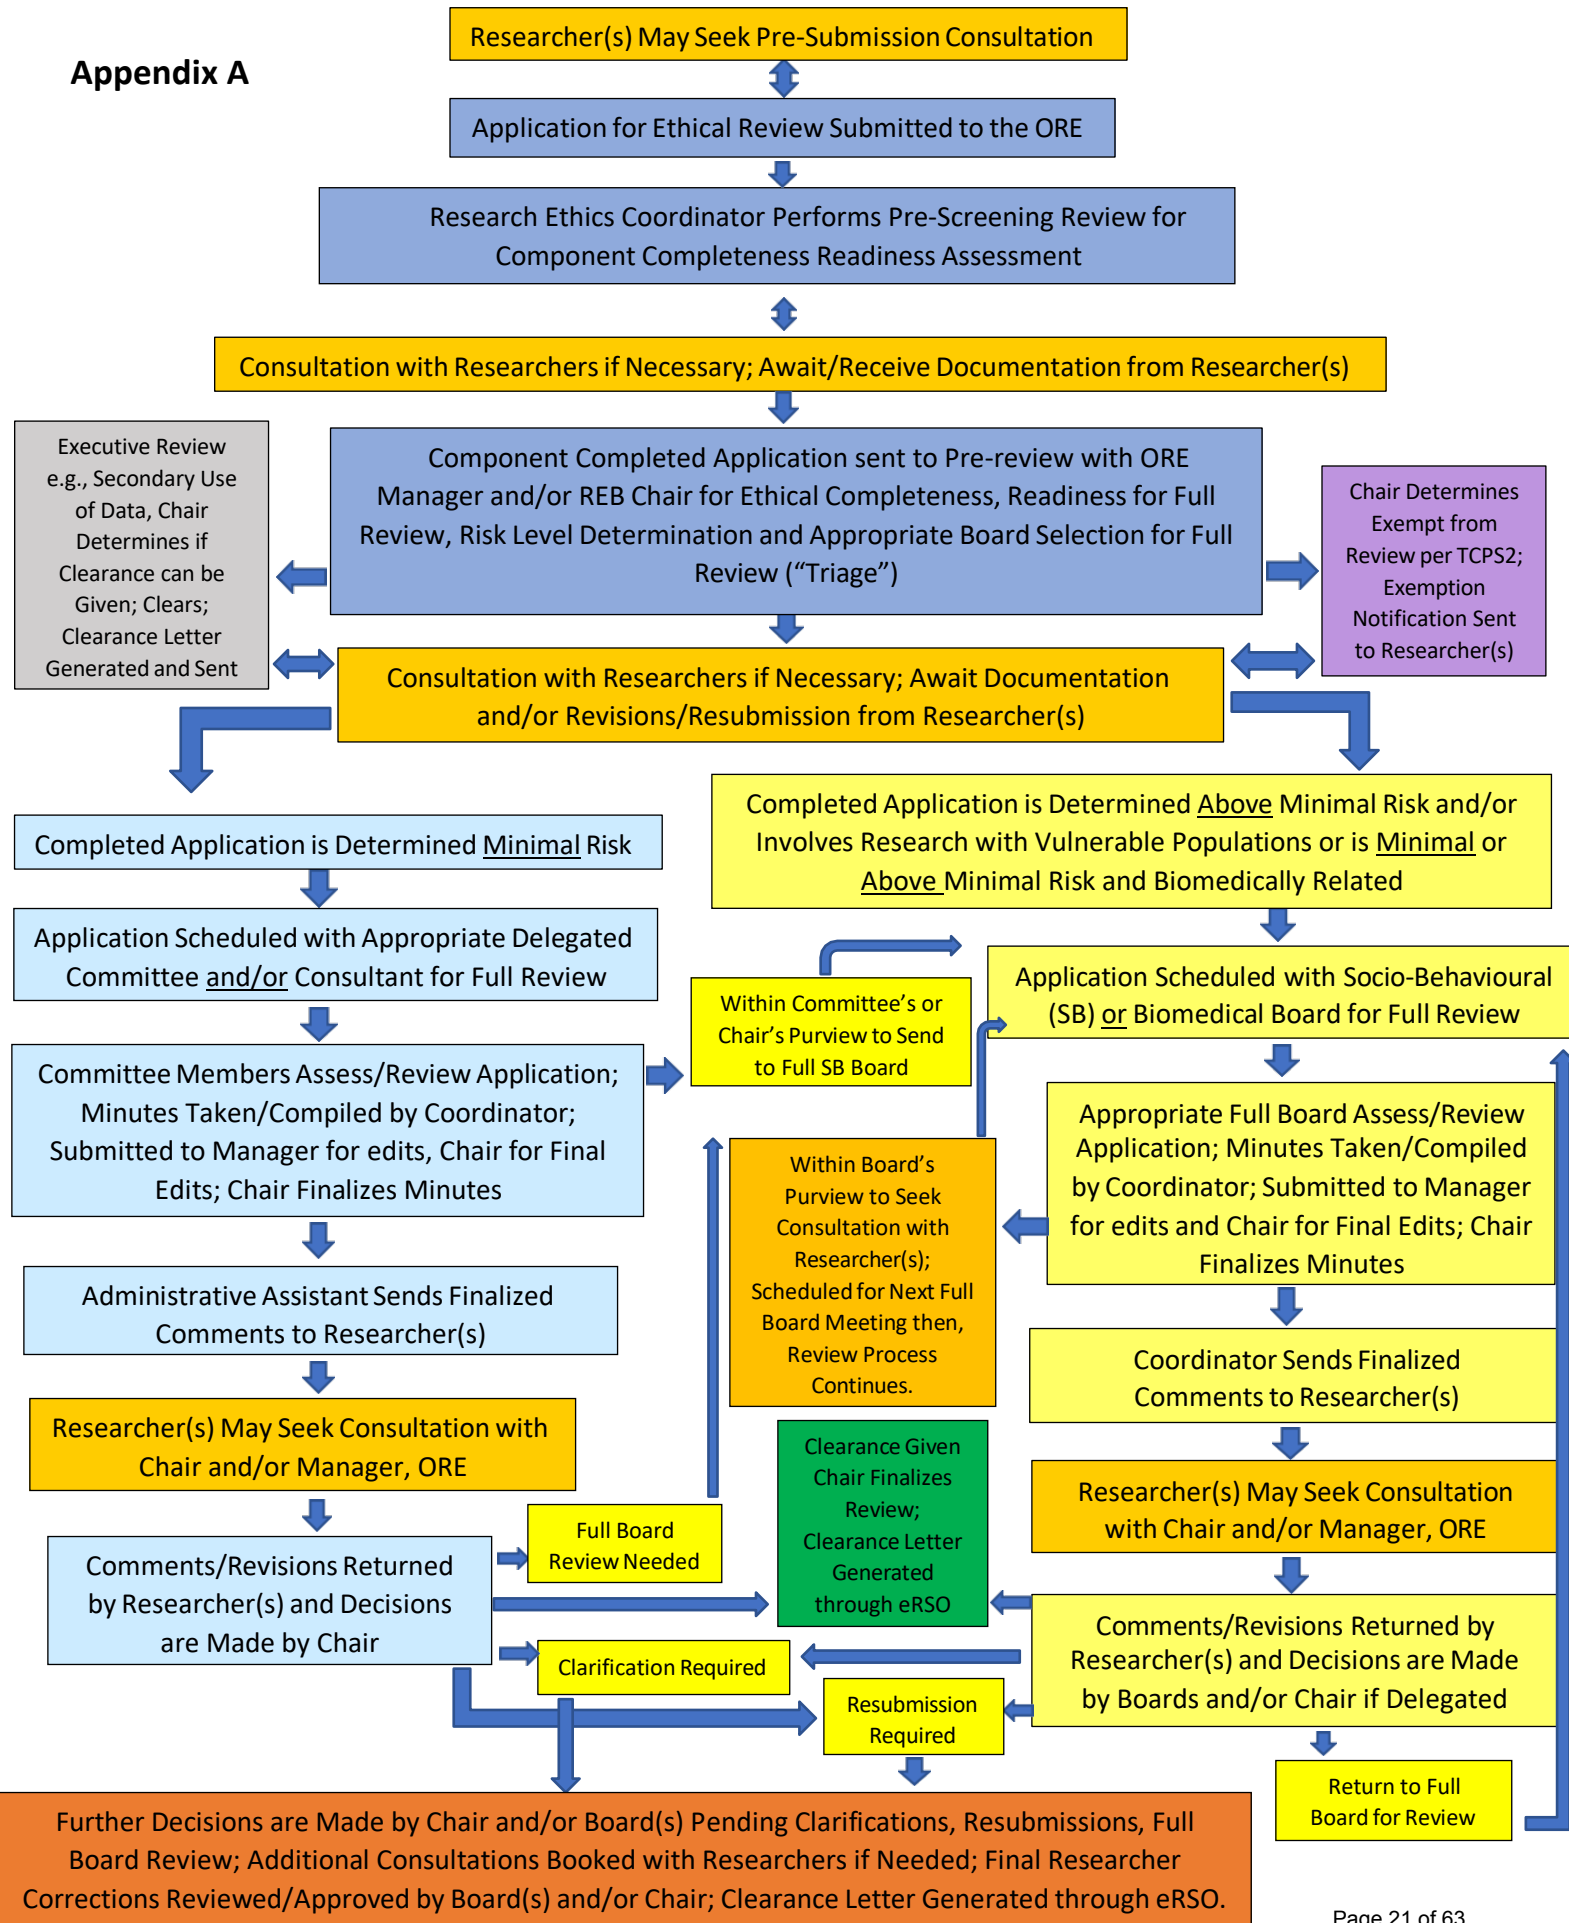 Appendix A
Researcher(s) May Seek Pre-Submission Consultation
Application for Ethical Review Submitted to the ORE
Research Ethics Coordinator Performs Pre-Screening Review for
Component Completeness Readiness Assessment
Consultation with Researchers if Necessary; Await/Receive Documentation from Researcher(s)
Executive Review
e.g., Secondary Use
of Data, Chair
Determines if
Clearance can be
Given; Clears;
Clearance Letter
Generated and Sent
Component Completed Application sent to Pre-review with ORE
Manager and/or REB Chair for Ethical Completeness, Readiness for Full
Review, Risk Level Determination and Appropriate Board Selection for Full
Review (“Triage”)
Chair Determines
Exempt from
Review per TCPS2;
Exemption
Notification Sent
to Researcher(s)
Consultation with Researchers if Necessary; Await Documentation
and/or Revisions/Resubmission from Researcher(s)
Completed Application is Determined Minimal Risk
Application Scheduled with Appropriate Delegated
Committee and/or Consultant for Full Review
Committee Members Assess/Review Application;
Minutes Taken/Compiled by Coordinator;
Submitted to Manager for edits, Chair for Final
Edits; Chair Finalizes Minutes
Administrative Assistant Sends Finalized
Comments to Researcher(s)
Researcher(s) May Seek Consultation with
Chair and/or Manager, ORE
Comments/Revisions Returned
by Researcher(s) and Decisions
are Made by Chair
Completed Application is Determined Above Minimal Risk and/or
Involves Research with Vulnerable Populations or is Minimal or
Above Minimal Risk and Biomedically Related
Within Committee’s or
Chair’s Purview to Send
to Full SB Board
Application Scheduled with Socio-Behavioural
(SB) or Biomedical Board for Full Review
Within Board’s
Purview to Seek
Consultation with
Researcher(s);
Scheduled for Next Full
Board Meeting then,
Review Process
Continues.
Appropriate Full Board Assess/Review
Application; Minutes Taken/Compiled
by Coordinator; Submitted to Manager
for edits and Chair for Final Edits; Chair
Finalizes Minutes
Coordinator Sends Finalized
Comments to Researcher(s)
Clearance Given
Chair Finalizes
Review;
Clearance Letter
Generated
through eRSO
Researcher(s) May Seek Consultation
with Chair and/or Manager, ORE
Full Board
Review Needed
Comments/Revisions Returned by
Researcher(s) and Decisions are Made
by Boards and/or Chair if Delegated
Clarification Required
Resubmission
Required
Return to Full
Board for Review
Further Decisions are Made by Chair and/or Board(s) Pending Clarifications, Resubmissions, Full
Board Review; Additional Consultations Booked with Researchers if Needed; Final Researcher
Corrections Reviewed/Approved by Board(s) and/or Chair; Clearance Letter Generated through eRSO.
Page 21 of 63